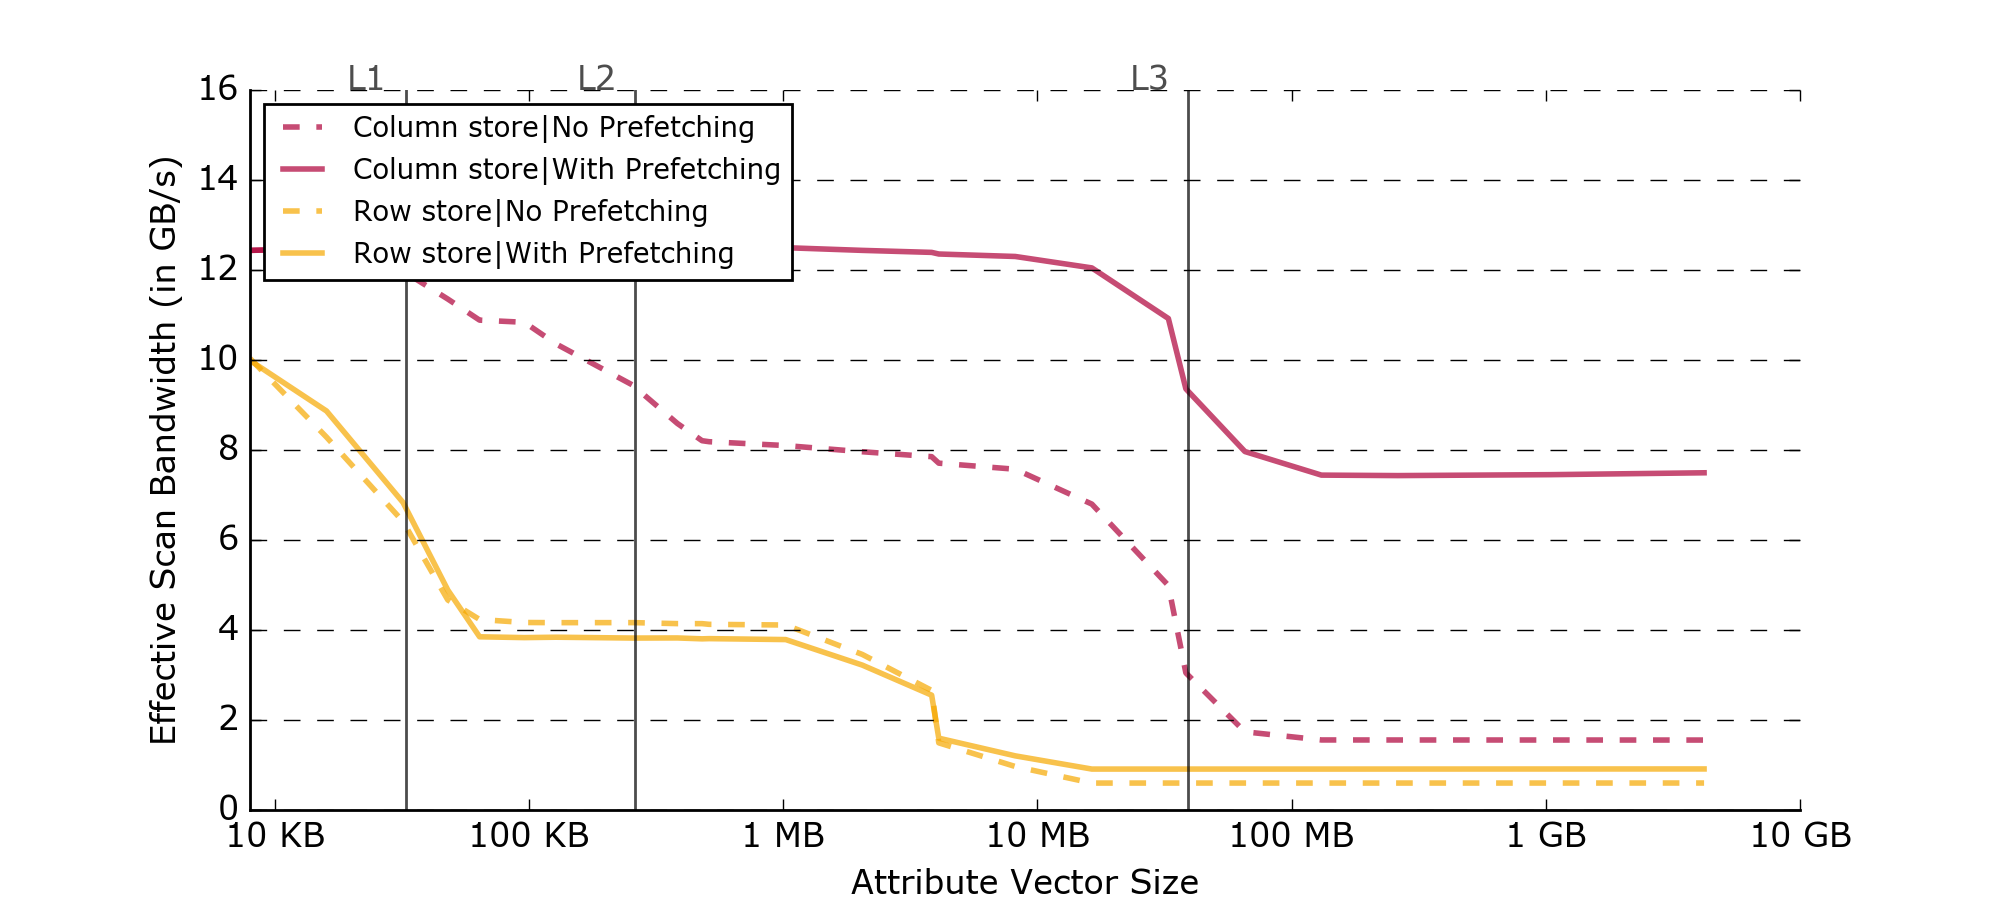 L1 L2 L3
16
14
12
10
8
6
4
2
0
Effective Scan Bandwidth (in GB/s)
Column store|No Prefetching
Column store|With Prefetching
Row store|No Prefetching
Row store|With Prefetching
10 KB 100 KB 1 MB 10 MB 100 MB 1 GB 10 GB
Attribute Vector Size